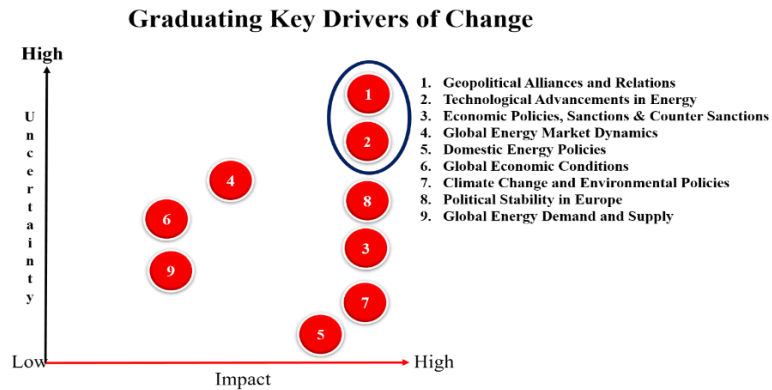 Graduating Key Drivers of Change
High
Uncertainty
1
2
4
8
6
3
9
7
5
Low
High
Impact
1. Geopolitical Alliances and Relations
2. Technological Advancements in Energy
3. Economic Policies, Sanctions & Counter Sanctions
4. Global Energy Market Dynamics
5. Domestic Energy Policies
6. Global Economic Conditions
7. Climate Change and Environmental Policies
8. Political Stability in Europe
9. Global Energy Demand and Supply